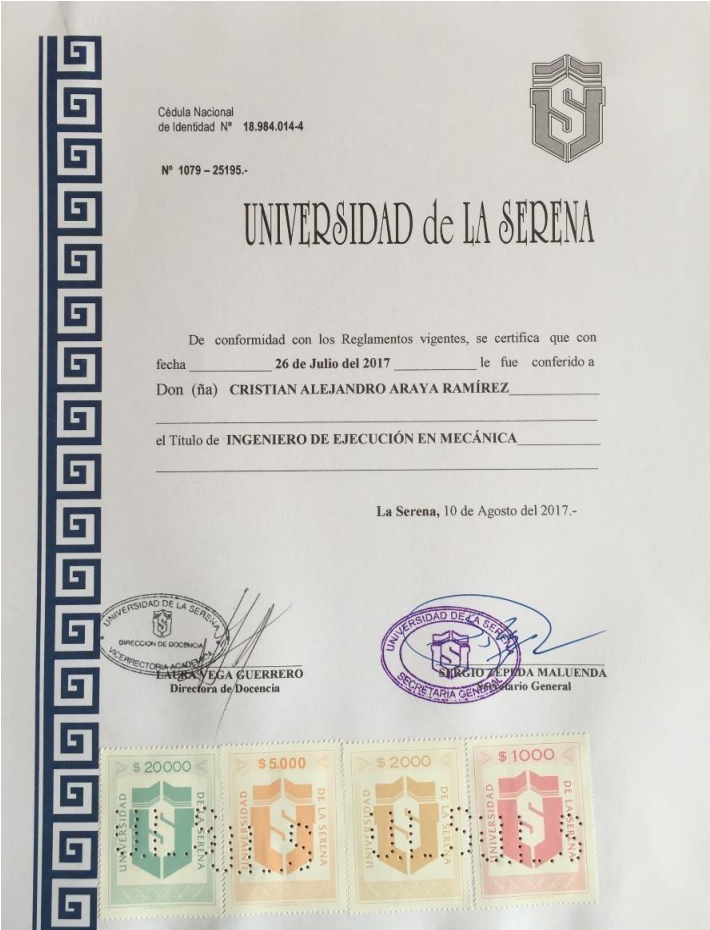 Cédula Nacional
de Identidad Nº 18.984.014-4
Nº 1079 – 25195.-
UNIVERSIDAD de LA SERENA
De conformidad con los Reglamentos vigentes, se certifica que con
fecha 26 de Julio del 2017 le fue conferido a
Don (ña) CRISTIAN ALEJANDRO ARAYA RAMÍREZ
el Título de INGENIERO DE EJECUCIÓN EN MECÁNICA
La Serena, 10 de Agosto del 2017.-
UNIVERSIDAD DE LA SERENA
DIRECCION DE DOCENCIA
VICERRECTORIA ACADEMICA
LAURA VEGA GUERRERO
Directora de Docencia
UNIVERSIDAD DE LA SERENA
SECRETARIA GENERAL
SERGIO ZEPEDA MALUENDA
Secretario General
$ 20000
UNIVERSIDAD DE LA SERENA
$ 5.000
UNIVERSIDAD DE LA SERENA
$ 2000
UNIVERSIDAD DE LA SERENA
$ 1000
UNIVERSIDAD DE LA SERENA